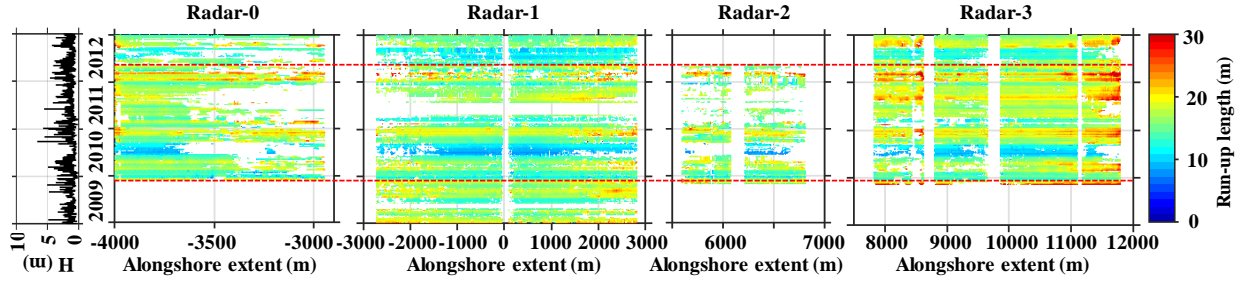 Radar-0 Radar-1 Radar-2 Radar-3
2012
2011
2010
2009
10 5 0
H (m)
-4000 -3500 -3000
Alongshore extent (m)
-3000 -2000 -1000 0 1000 2000 3000
Alongshore extent (m)
6000 7000
Alongshore extent (m)
8000 9000 10000 11000 12000
Alongshore extent (m)
30
20
10
0
Run-up length (m)